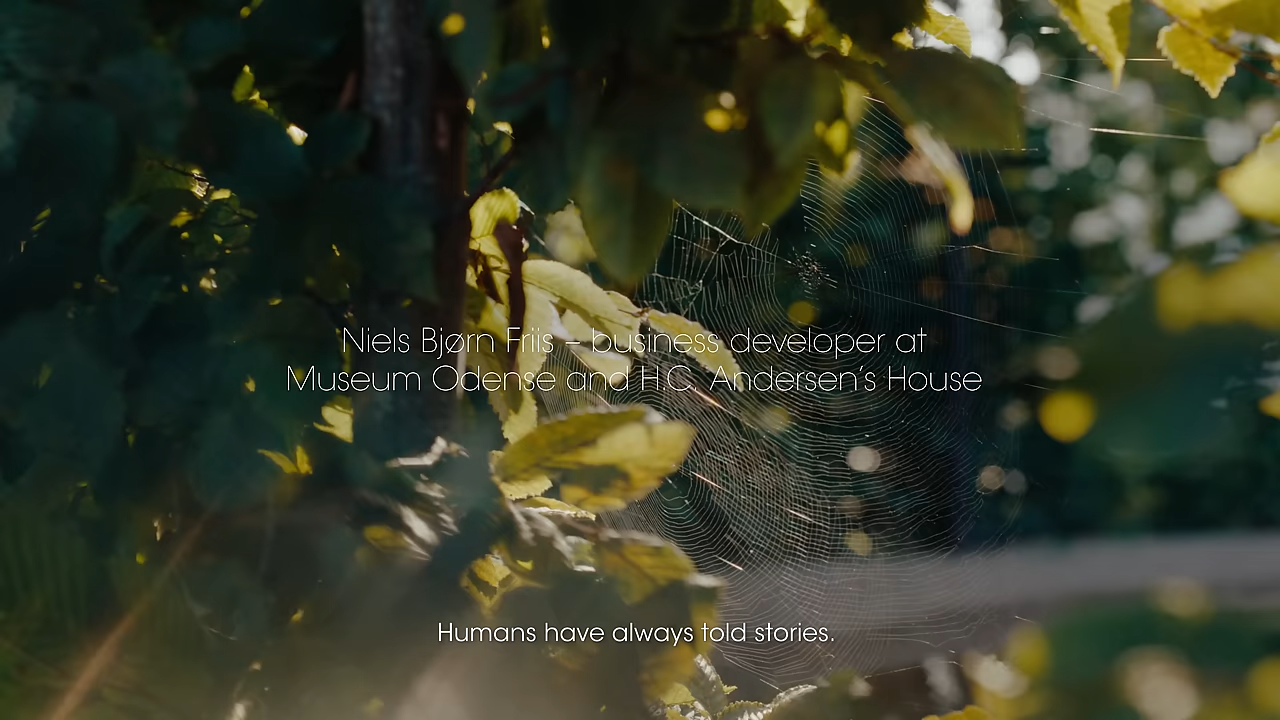 Niels Bjørn Friis – business developer at
Museum Odense and H.C. Andersen's House
Humans have always told stories.